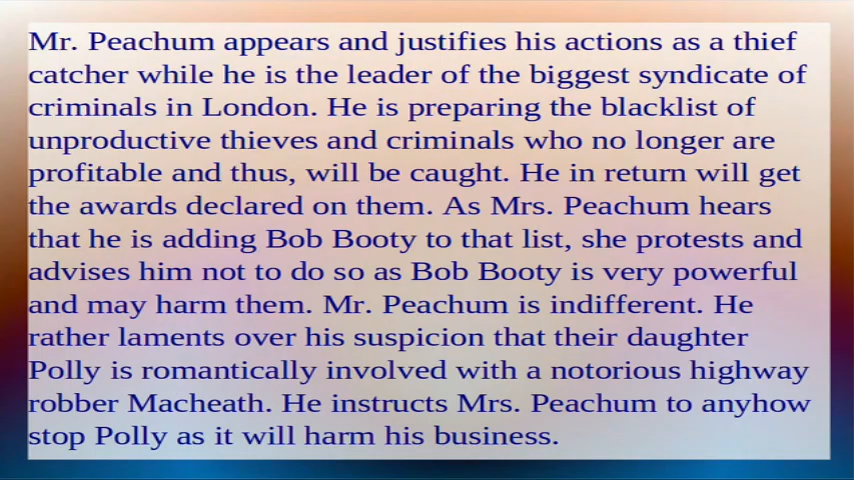 Mr. Peachum appears and justifies his actions as a thief
catcher while he is the leader of the biggest syndicate of
criminals in London. He is preparing the blacklist of
unproductive thieves and criminals who no longer are
profitable and thus, will be caught. He in return will get
the awards declared on them. As Mrs. Peachum hears
that he is adding Bob Booty to that list, she protests and
advises him not to do so as Bob Booty is very powerful
and may harm them. Mr. Peachum is indifferent. He
rather laments over his suspicion that their daughter
Polly is romantically involved with a notorious highway
robber Macheath. He instructs Mrs. Peachum to anyhow
stop Polly as it will harm his business.